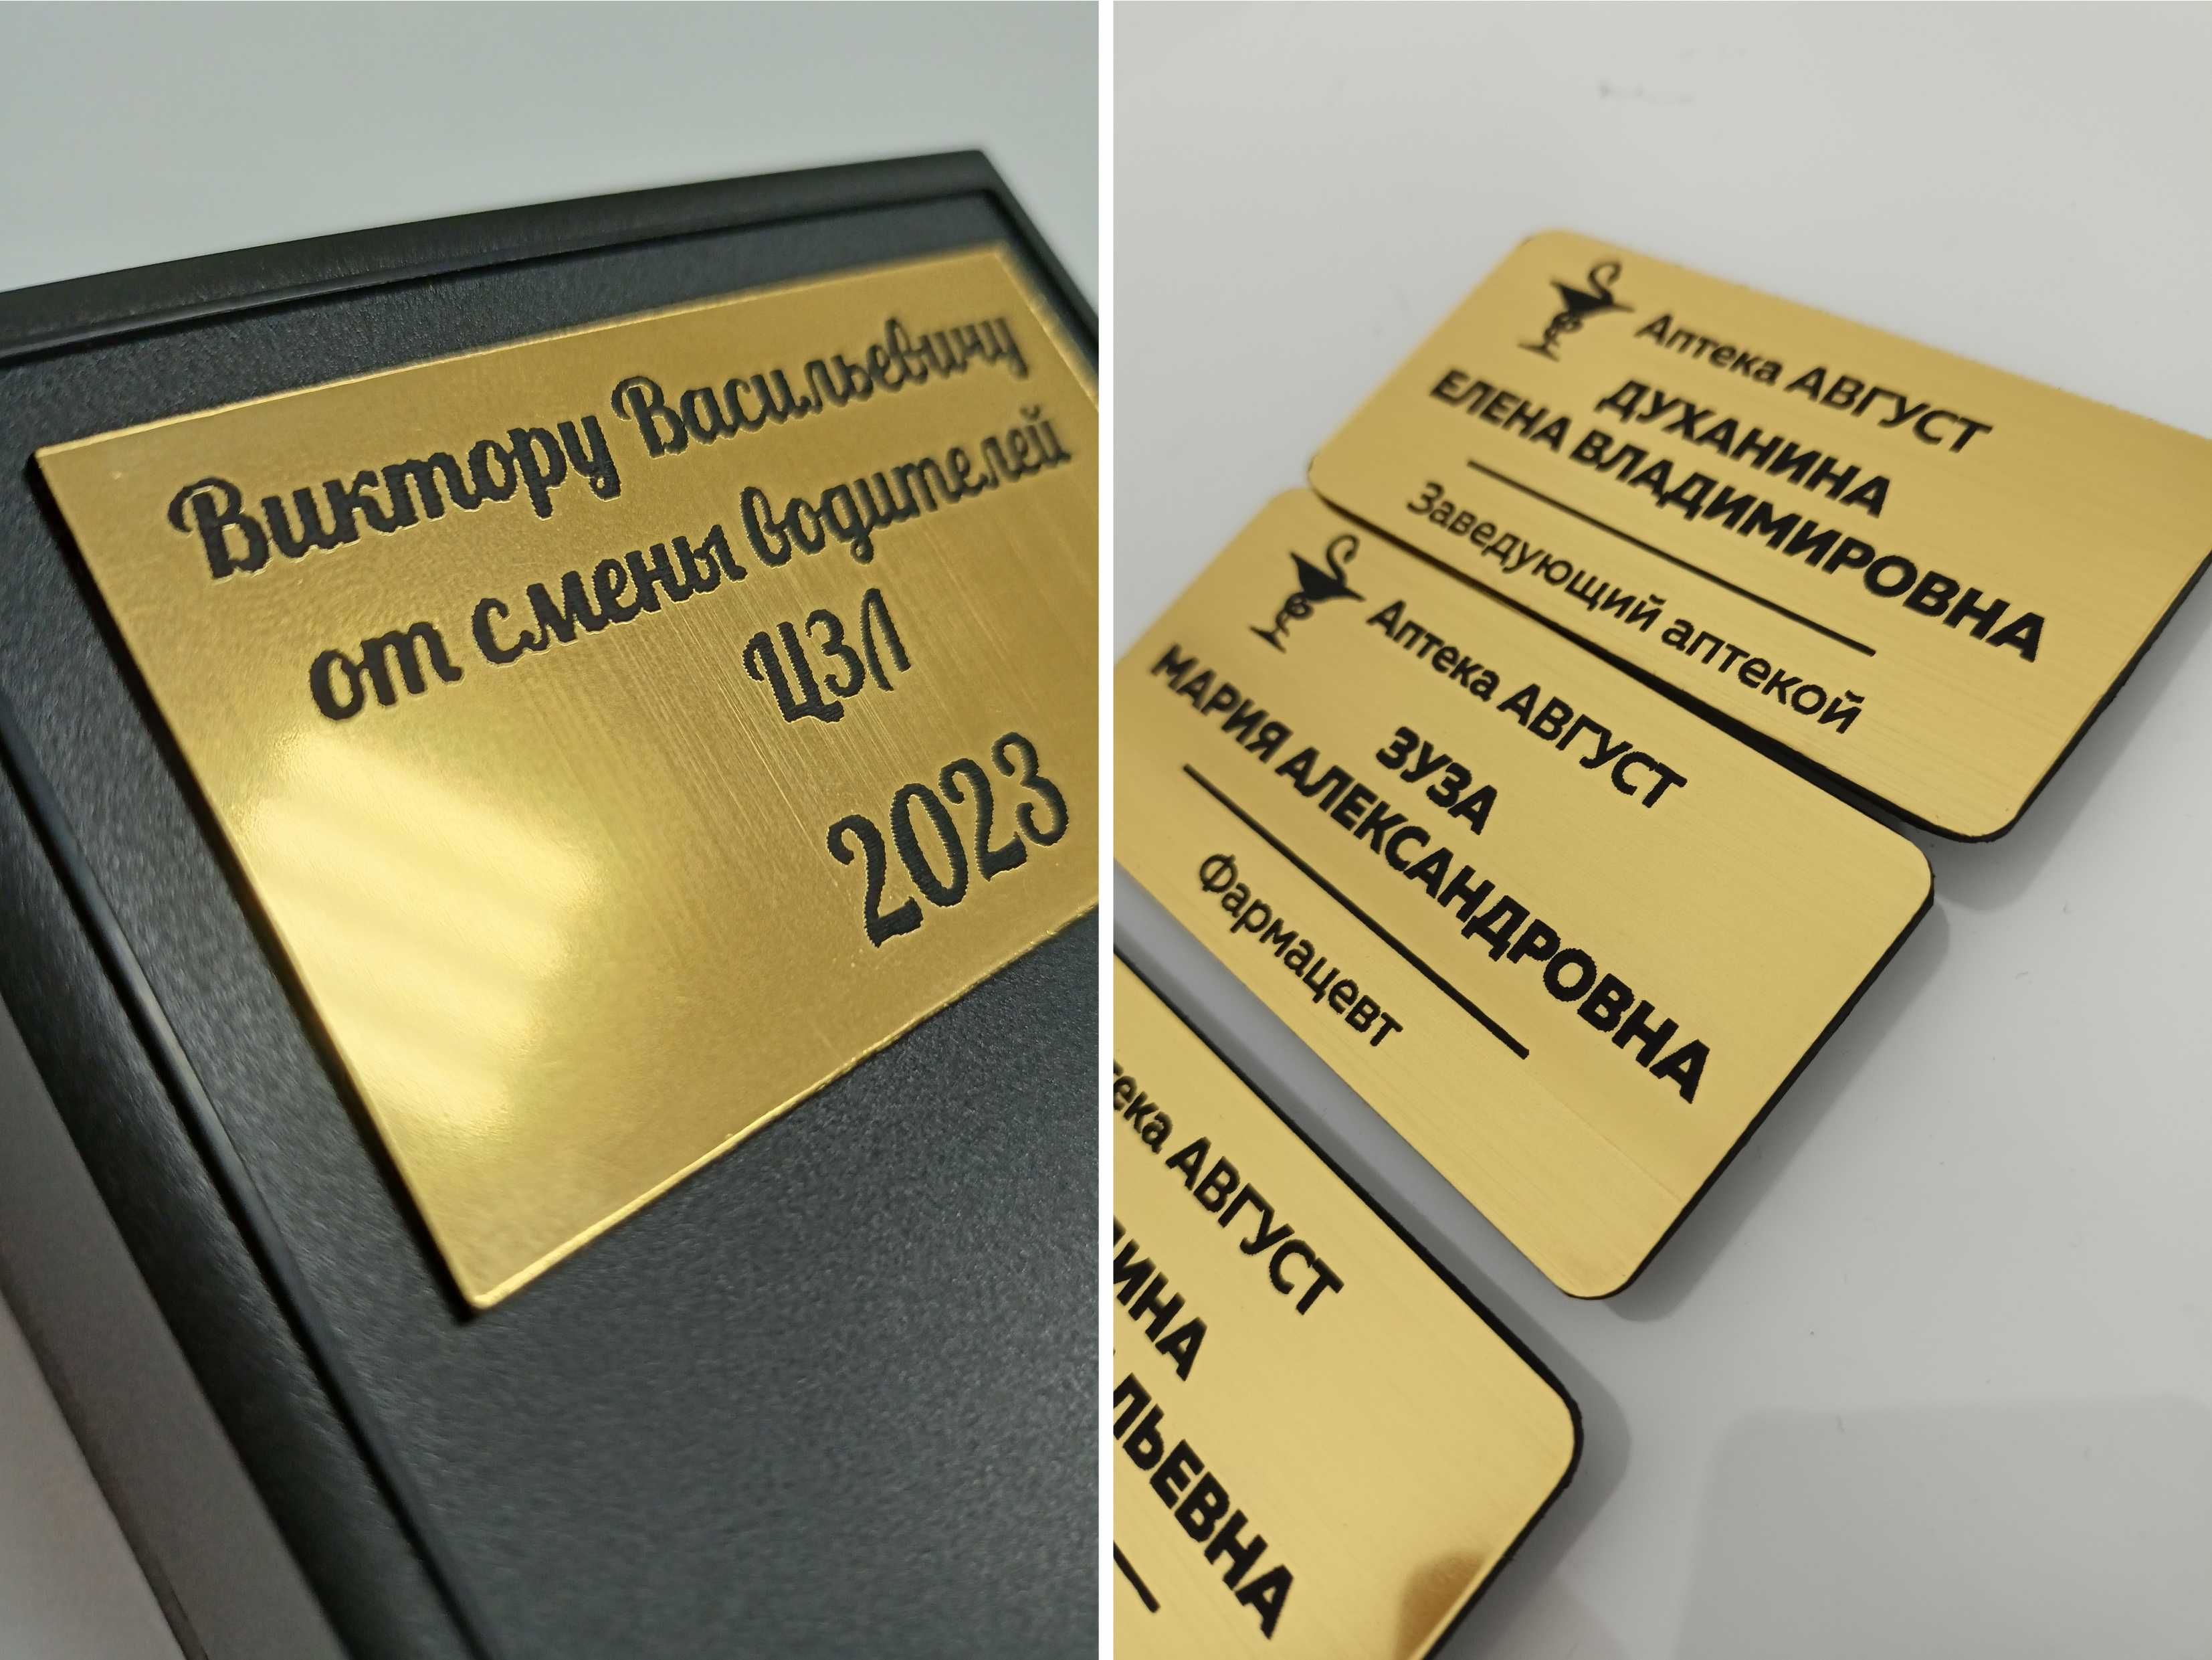 Виктору Васильевичу
от смены водителей
ЦЗЛ
2023
Аптека АВГУСТ
ДУХАНИНА
ЕЛЕНА ВЛАДИМИРОВНА
Заведующий аптекой
Аптека АВГУСТ
ЗУЗА
МАРИЯ АЛЕКСАНДРОВНА
Фармацевт
АВГУСТ